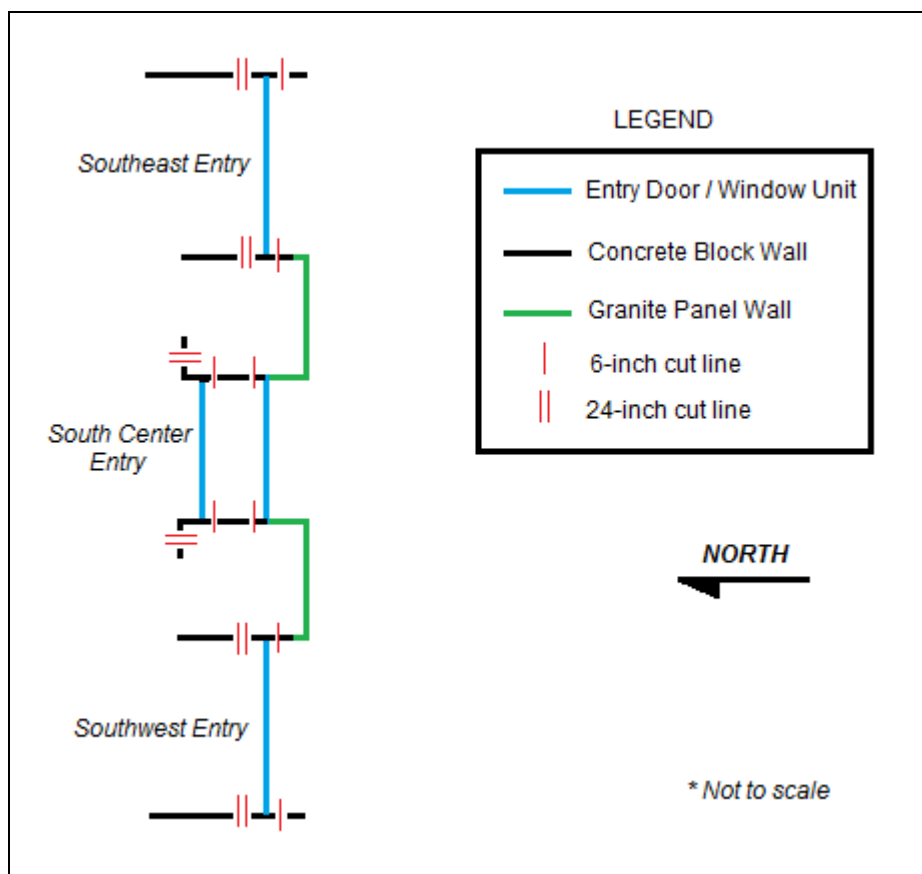 Southeast Entry
South Center
Entry
Southwest Entry
LEGEND
Entry Door / Window Unit
Concrete Block Wall
Granite Panel Wall
6-inch cut line
24-inch cut line
NORTH
* Not to scale